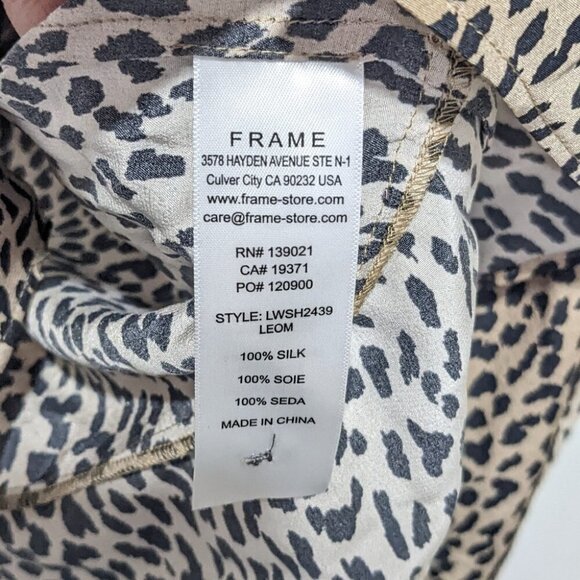 FRAME
3578 HAYDEN AVENUE STE N-1
Culver City CA 90232 USA
www.frame-store.com
care@frame-store.com
RN# 139021
CA# 19371
PO# 120900
STYLE: LWSH2439
LEOM
100% SILK
100% SOIE
100% SEDA
MADE IN CHINA